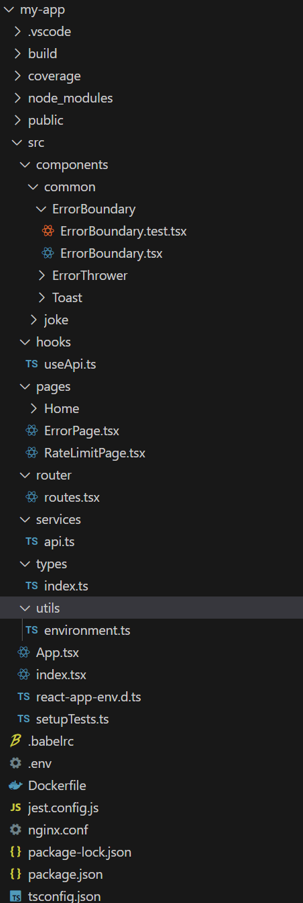 my-app
.vscode
build
coverage
node_modules
public
src
components
common
ErrorBoundary
ErrorBoundary.test.tsx
ErrorBoundary.tsx
ErrorThrower
Toast
joke
hooks
TS useApi.ts
pages
Home
ErrorPage.tsx
RateLimitPage.tsx
router
routes.tsx
services
TS api.ts
types
TS index.ts
utils
TS environment.ts
App.tsx
index.tsx
TS react-app-env.d.ts
TS setupTests.ts
.babelrc
.env
Dockerfile
JS jest.config.js
nginx.conf
{} package-lock.json
{} package.json
TS tsconfig.json